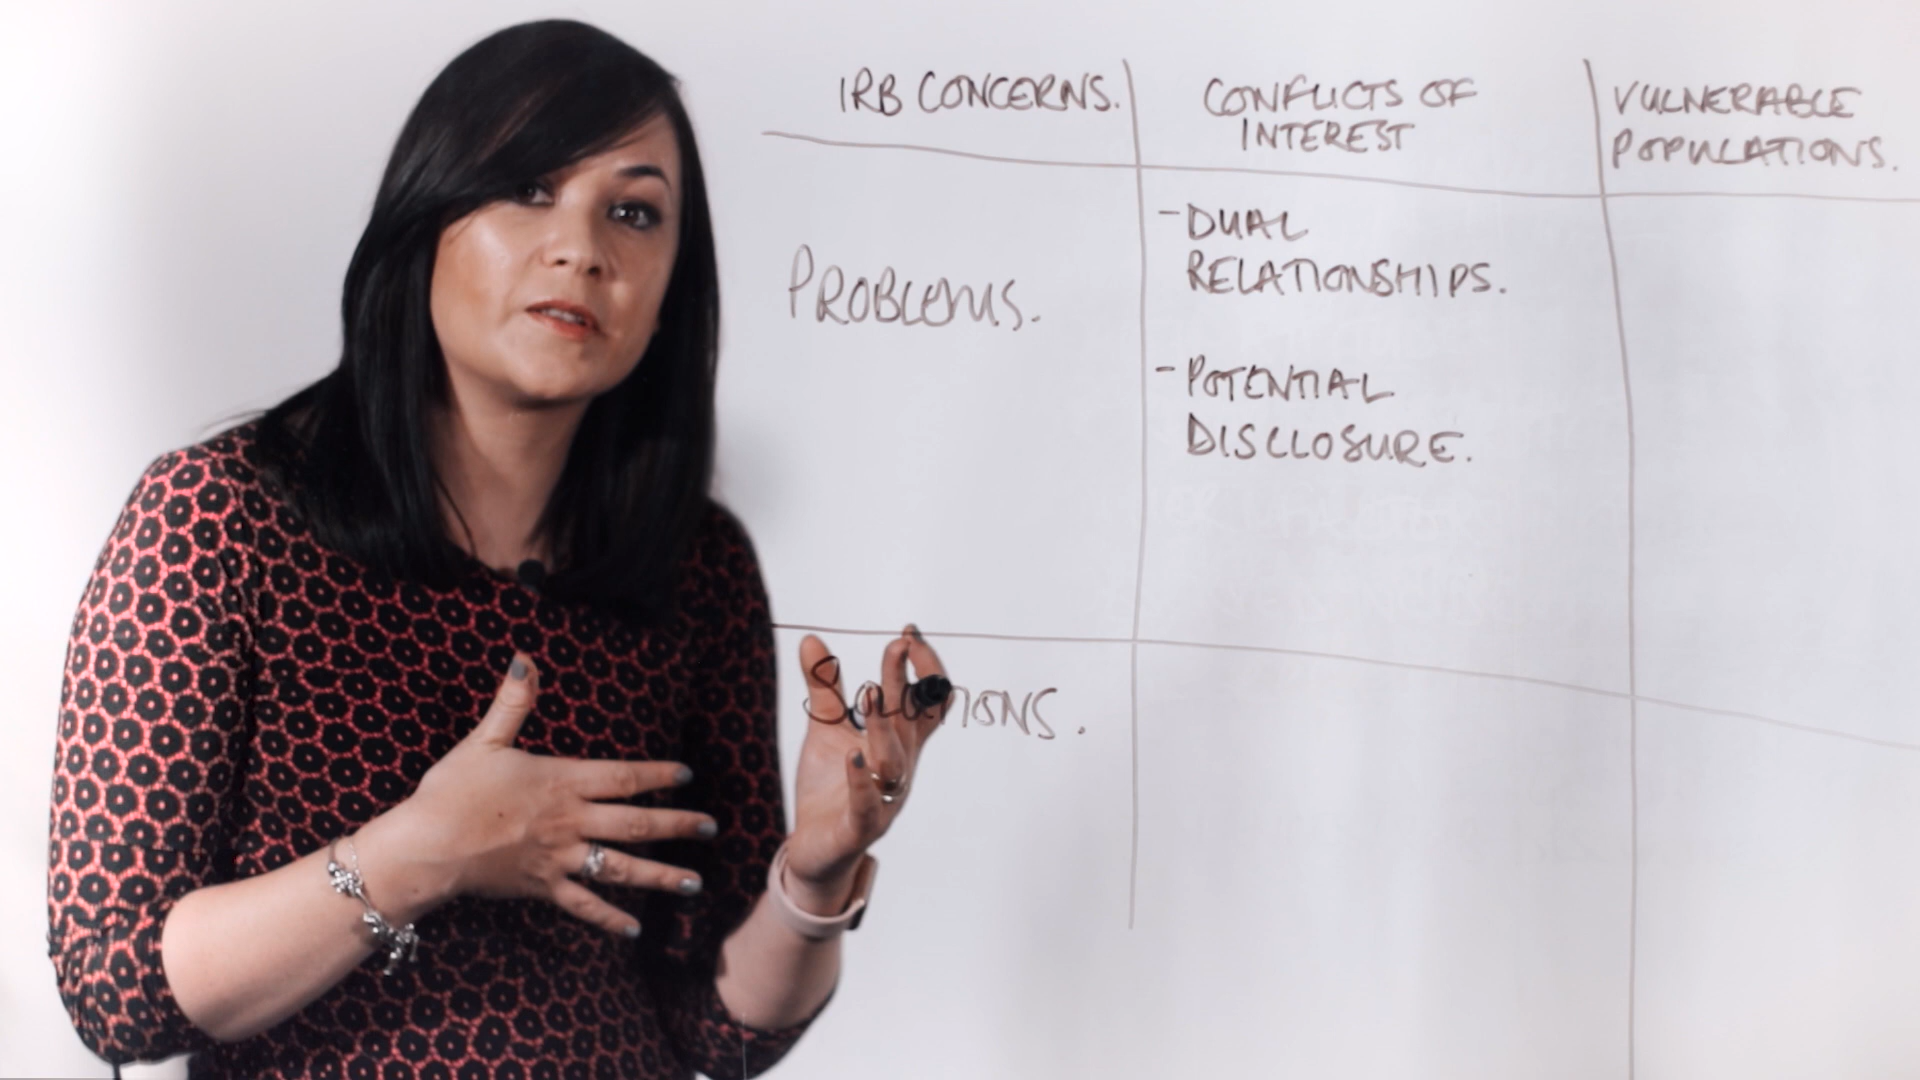 IRB CONCERNS.
CONFLICTS OF
INTEREST
VULNERABLE
POPULATIONS.
PROBLEMS.
- DUAL
RELATIONSHIPS.
- POTENTIAL
DISCLOSURE.
SOLUTIONS.